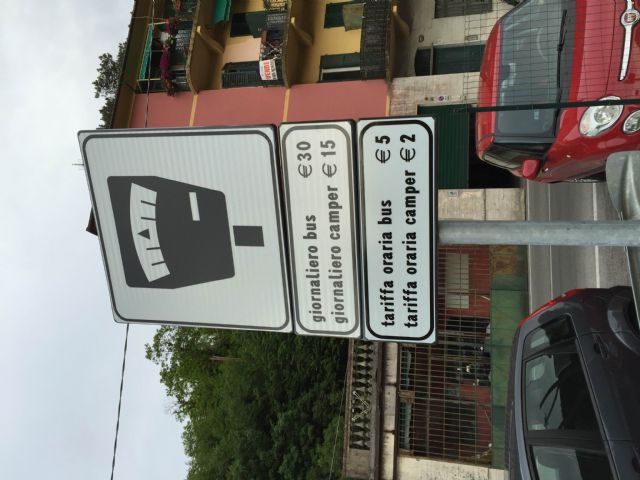 giornaliero bus € 30
giornaliero camper € 15
tariffa oraria bus € 5
tariffa oraria camper € 2